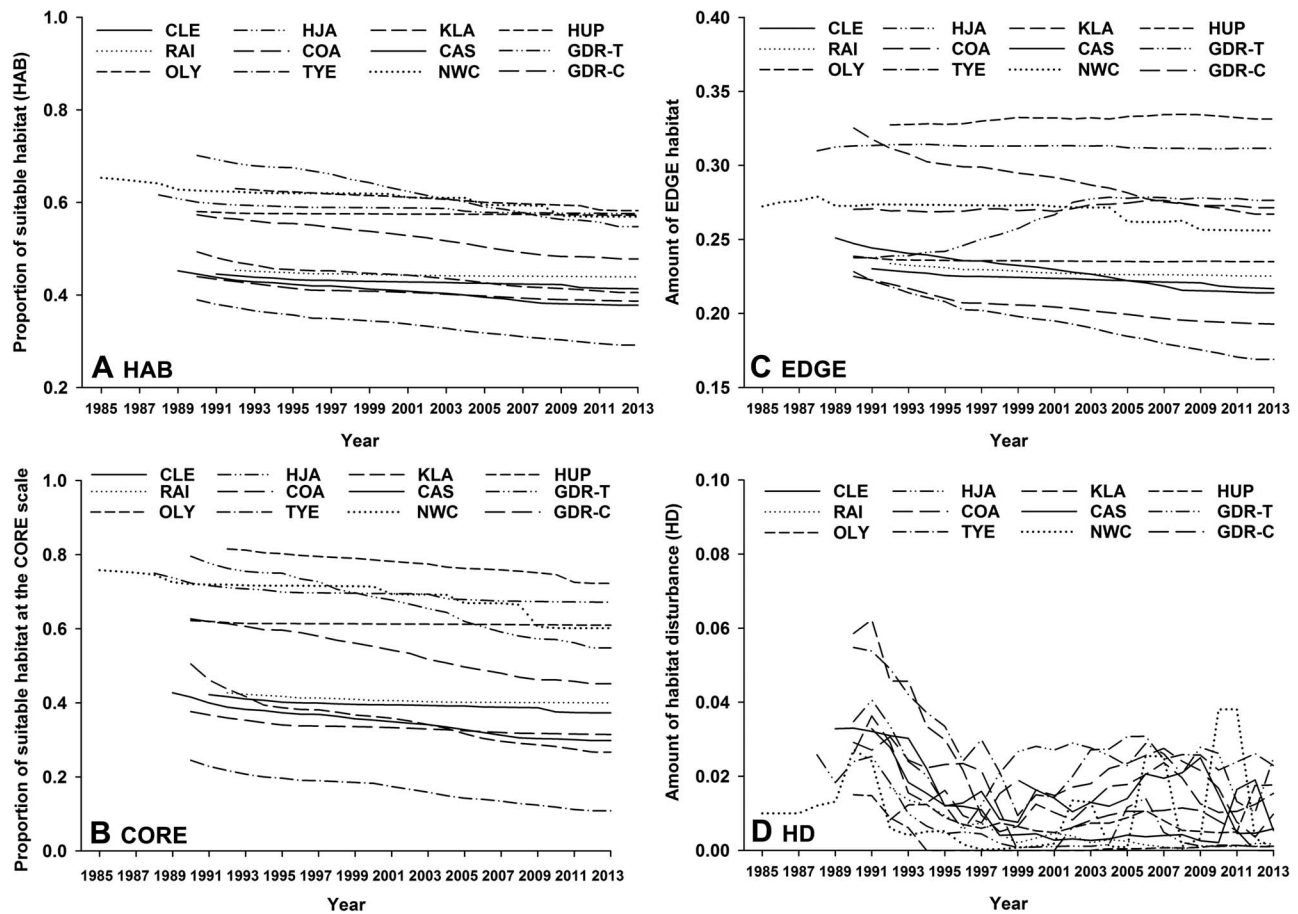 Proportion of suitable habitat (HAB)
1.0
0.8
0.6
0.4
0.2
CLE HJA KLA HUP
RAI COA CAS GDR-T
OLY TYE NWC GDR-C
A HAB
1985 1987 1989 1991 1993 1995 1997 1999 2001 2003 2005 2007 2009 2011 2013
Year
Amount of EDGE habitat
0.40
0.35
0.30
0.25
0.20
0.15
CLE HJA KLA HUP
RAI COA CAS GDR-T
OLY TYE NWC GDR-C
C EDGE
1985 1987 1989 1991 1993 1995 1997 1999 2001 2003 2005 2007 2009 2011 2013
Year
Proportion of suitable habitat at the CORE scale
1.0
0.8
0.6
0.4
0.2
0.0
CLE HJA KLA HUP
RAI COA CAS GDR-T
OLY TYE NWC GDR-C
B CORE
1985 1987 1989 1991 1993 1995 1997 1999 2001 2003 2005 2007 2009 2011 2013
Year
Amount of habitat disturbance (HD)
0.10
0.08
0.06
0.04
0.02
0.00
CLE HJA KLA HUP
RAI COA CAS GDR-T
OLY TYE NWC GDR-C
D HD
1985 1987 1989 1991 1993 1995 1997 1999 2001 2003 2005 2007 2009 2011 2013
Year